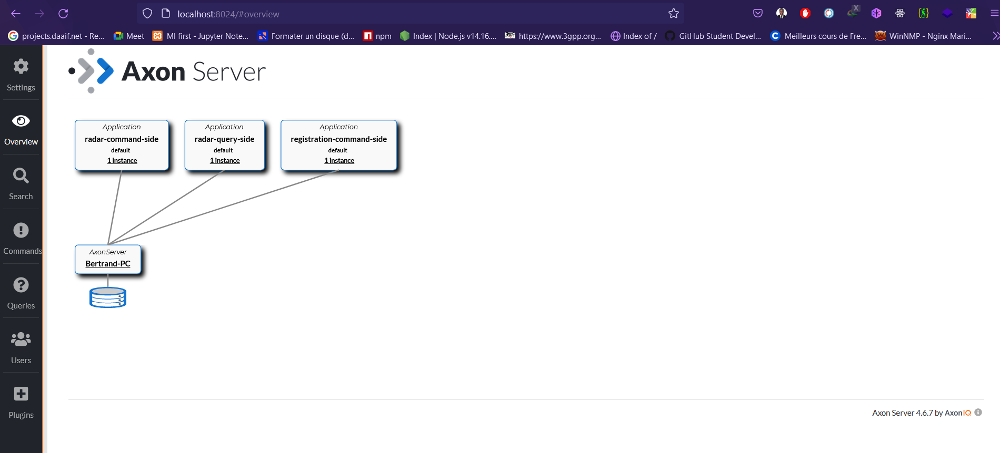 localhost:8024/#overview
projects.daaif.net - Re...
Meet
Ml first - Jupyter Note...
Formater un disque (d...
npm
Index | Node.js v14.16....
https://www.3gpp.org...
Index of /
GitHub Student Devel...
Meilleurs cours de Fre...
WinNMP - Nginx Mari...
Settings
Overview
Search
Commands
Queries
Users
Plugins
Axon Server
Application
radar-command-side
default
1 instance
Application
radar-query-side
default
1 instance
Application
registration-command-side
default
1 instance
AxonServer
Bertrand-PC
Axon Server 4.6.7 by AxonIQ